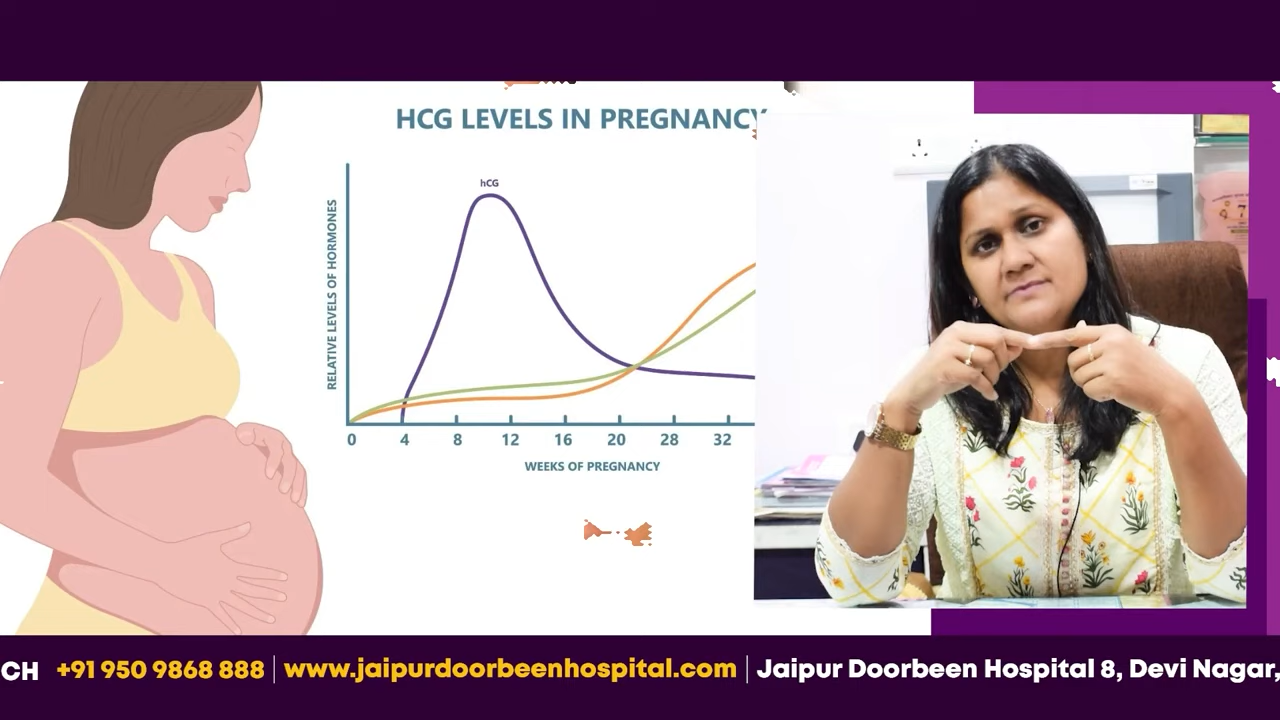 HCG LEVELS IN PREGNANCY
hCG
RELATIVE LEVELS OF HORMONES
0 4 8 12 16 20 28 32
WEEKS OF PREGNANCY
7
CH +91 950 9868 888 | www.jaipurdoorbeenhospital.com | Jaipur Doorbeen Hospital 8, Devi Nagar,